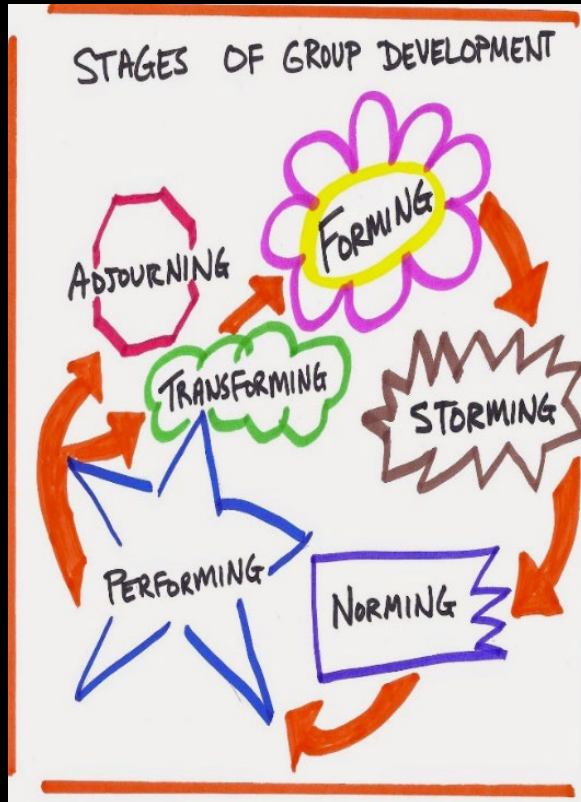 STAGES OF GROUP DEVELOPMENT
FORMING
ADJOURNING
TRANSFORMING
STORMING
PERFORMING
NORMING